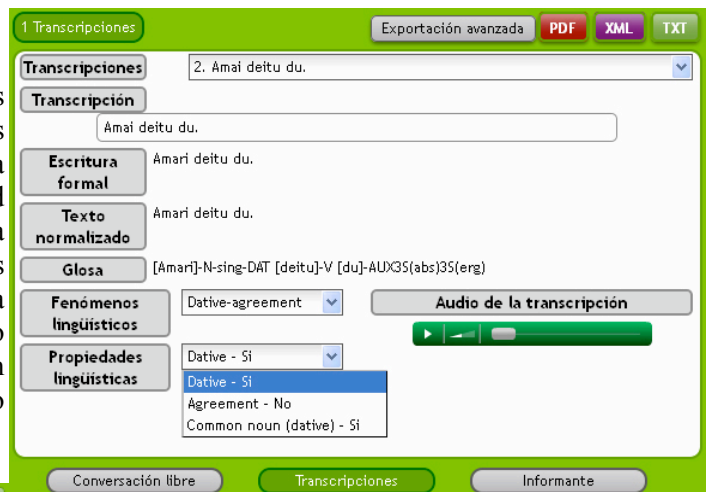 1 Transcripciones
Exportación avanzada PDF XML TXT
Transcripciones 2. Amai deitu du.
Transcripción
Amai deitu du.
Escritura formal Amari deitu du.
Texto normalizado Amari deitu du.
Glosa [Amari]-N-sing-DAT [deitu]-V [du]-AUX3S(abs)3S(erg)
Fenómenos lingüísticos Dative-agreement Audio de la transcripción
Propiedades lingüísticas Dative - Si
Dative - Si
Agreement - No
Common noun (dative) - Si
Conversación libre Transcripciones Informante